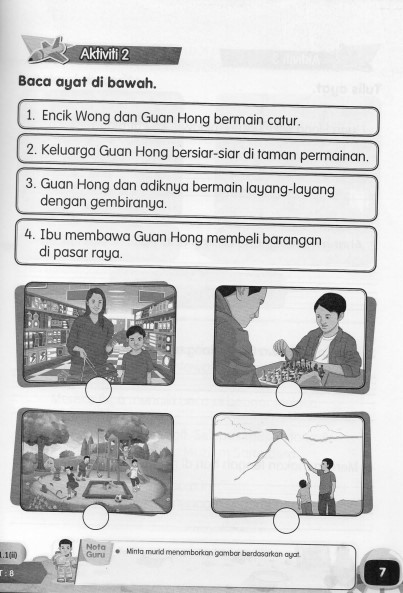 Aktiviti 2
Baca ayat di bawah.
1. Encik Wong dan Guan Hong bermain catur.
2. Keluarga Guan Hong bersiar-siar di taman permainan.
3. Guan Hong dan adiknya bermain layang-layang
dengan gembiranya.
4. Ibu membawa Guan Hong membeli barangan
di pasar raya.
1.1(ii)
T : 8
Nota
Guru
• Minta murid menomborkan gambar berdasarkan ayat.
7